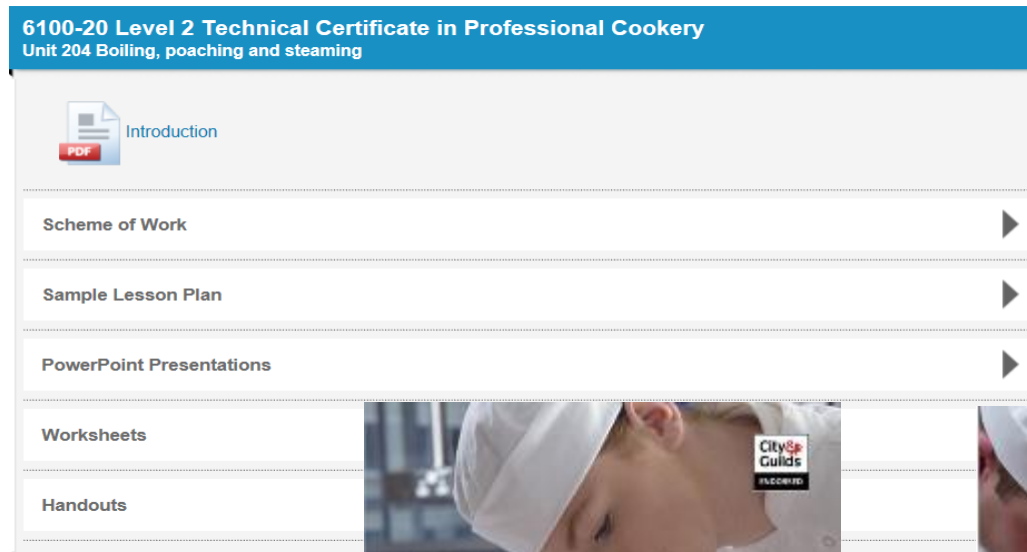 6100-20 Level 2 Technical Certificate in Professional Cookery
Unit 204 Boiling, poaching and steaming
PDF
Introduction
Scheme of Work
Sample Lesson Plan
PowerPoint Presentations
Worksheets
City&
Guilds
ENDORSED
Handouts